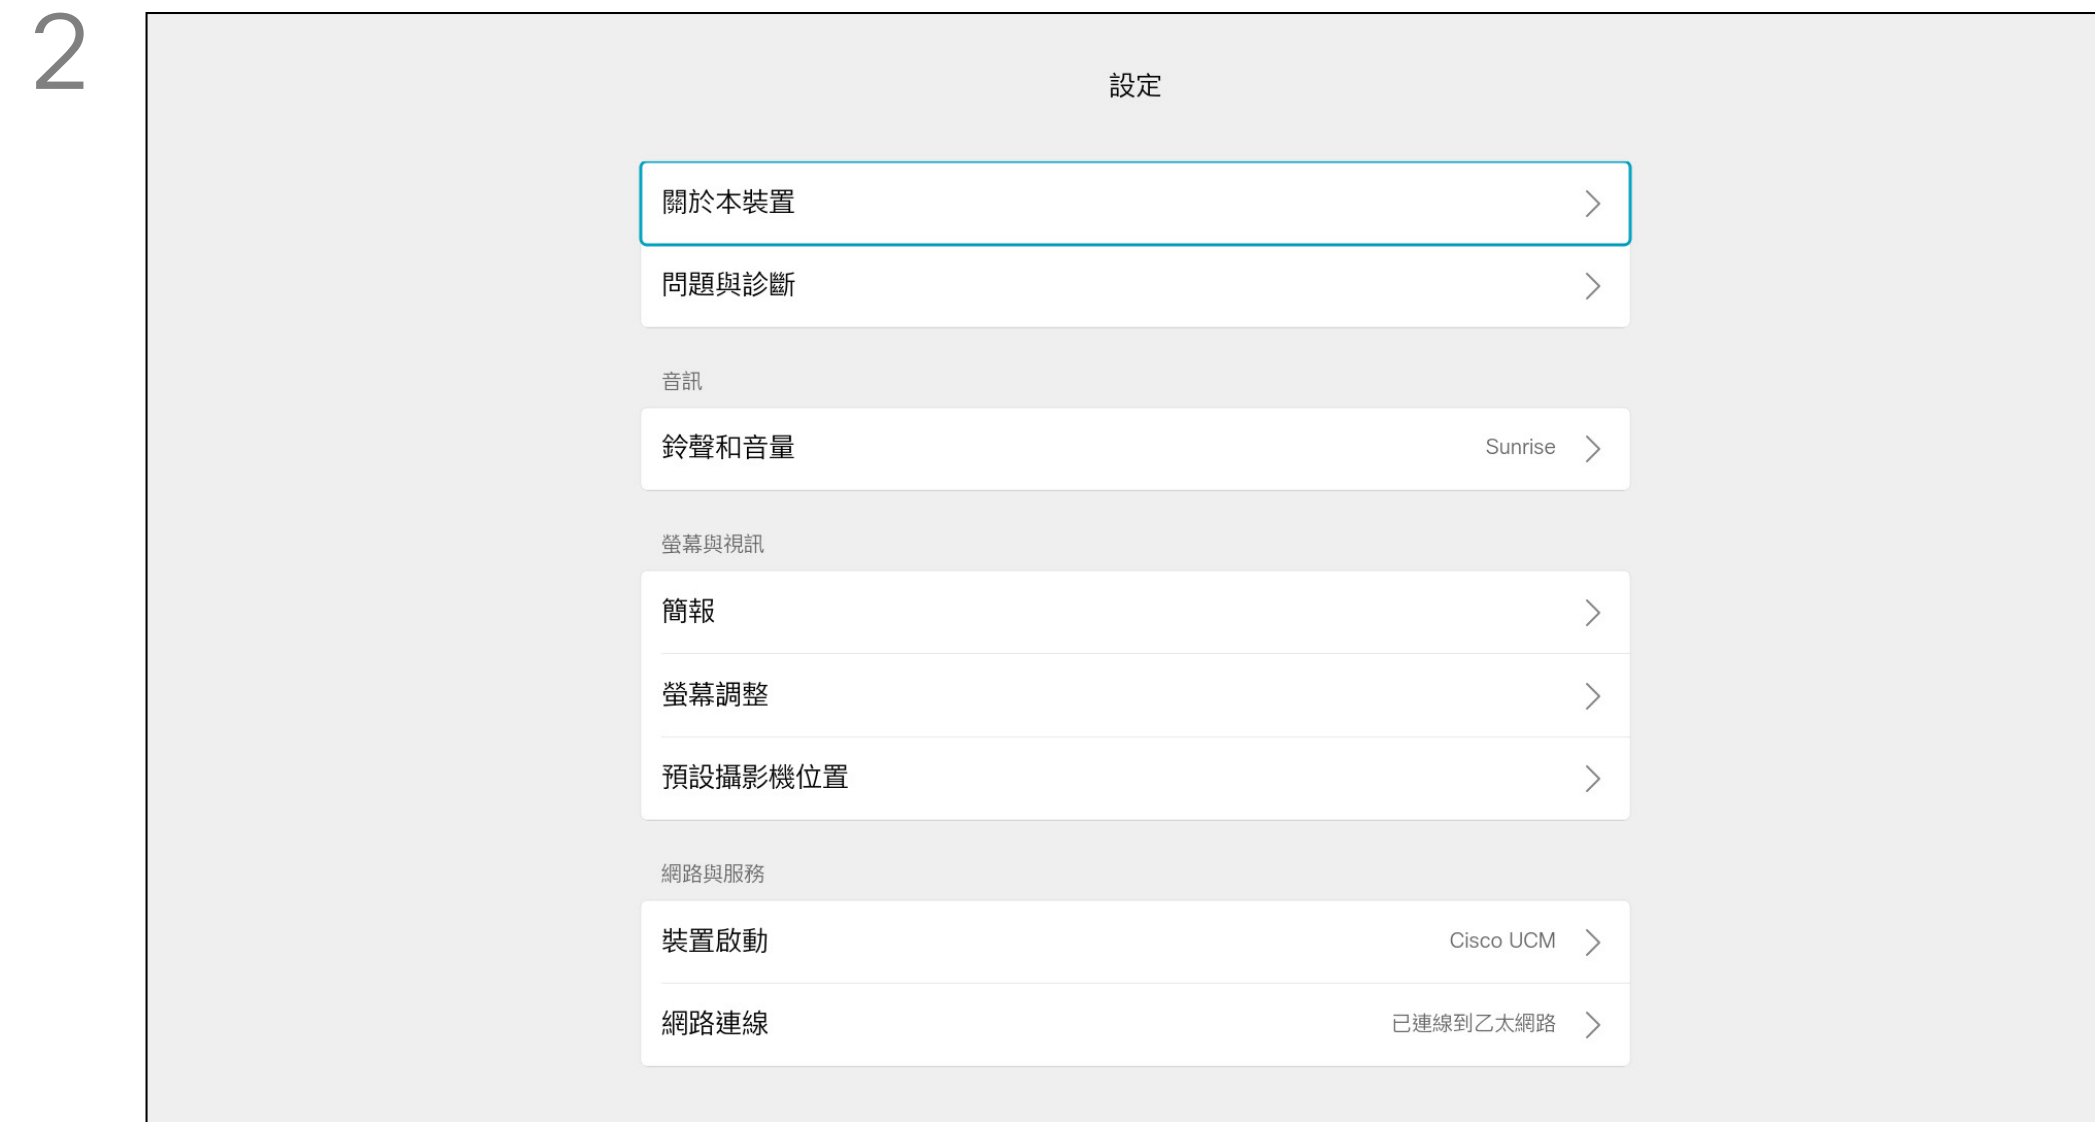 2
設定
關於本裝置
問題與診斷
音訊
鈴聲和音量 Sunrise
螢幕與視訊
簡報
螢幕調整
預設攝影機位置
網路與服務
裝置啟動 Cisco UCM
網路連線 已連線到乙太網路